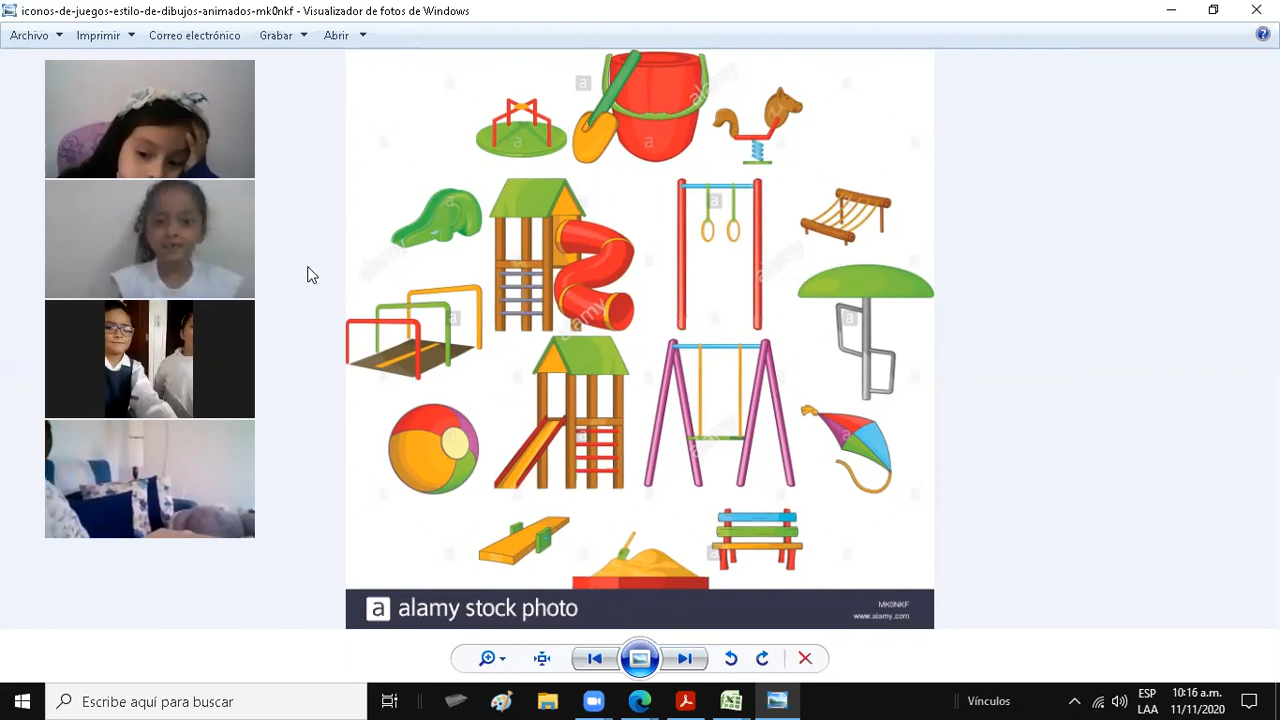 iconos-de-juegos-estilo-de-dibujos-animados-mk0nkf - Visualizador de fotos de Windows
Archivo Imprimir Correo electrónico Grabar Abrir
a
alamy
a alamy stock photo
MK0NKF
www.alamy.com
Escribe aquí para buscar
Vínculos
ESP
LAA
10:16 a.m.
11/11/2020